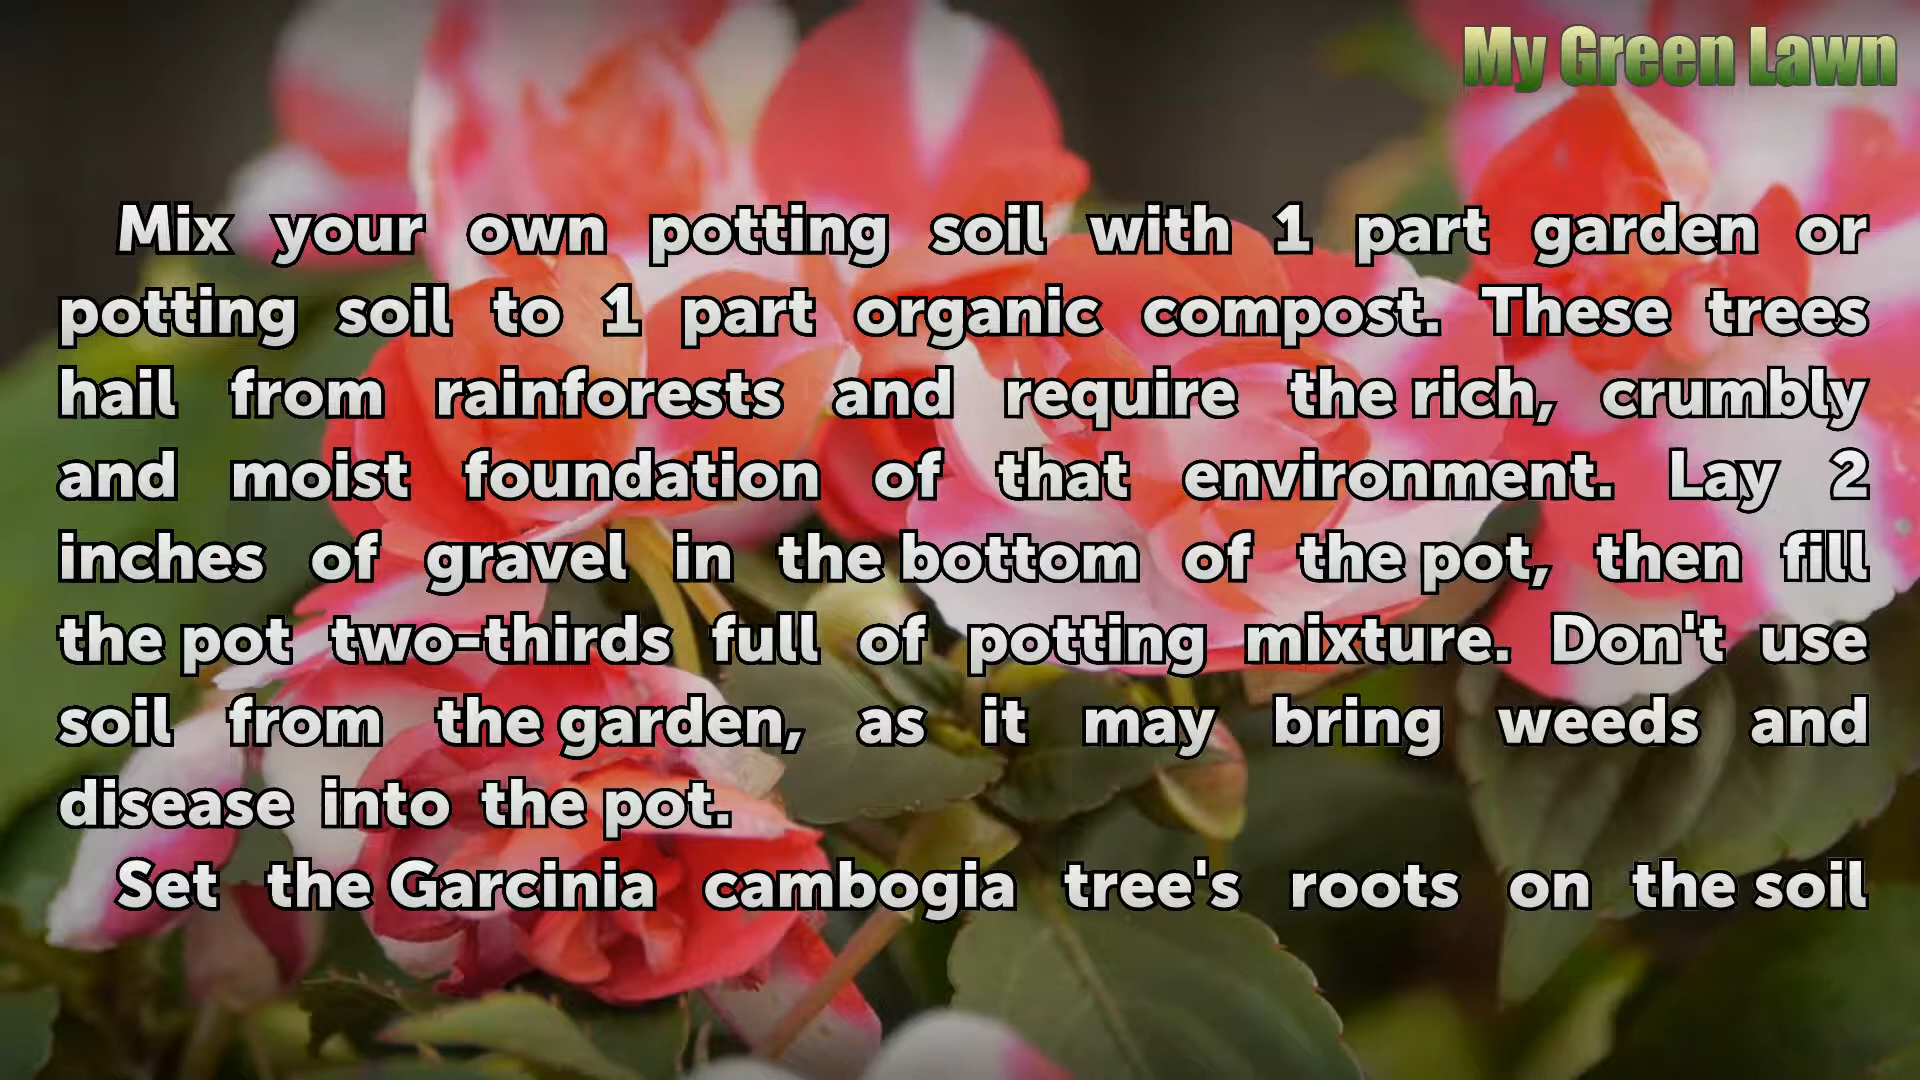 My Green Lawn
Mix your own potting soil with 1 part garden or
potting soil to 1 part organic compost. These trees
hail from rainforests and require the rich, crumbly
and moist foundation of that environment. Lay 2
inches of gravel in the bottom of the pot, then fill
the pot two-thirds full of potting mixture. Don't use
soil from the garden, as it may bring weeds and
disease into the pot.
Set the Garcinia cambogia tree's roots on the soil